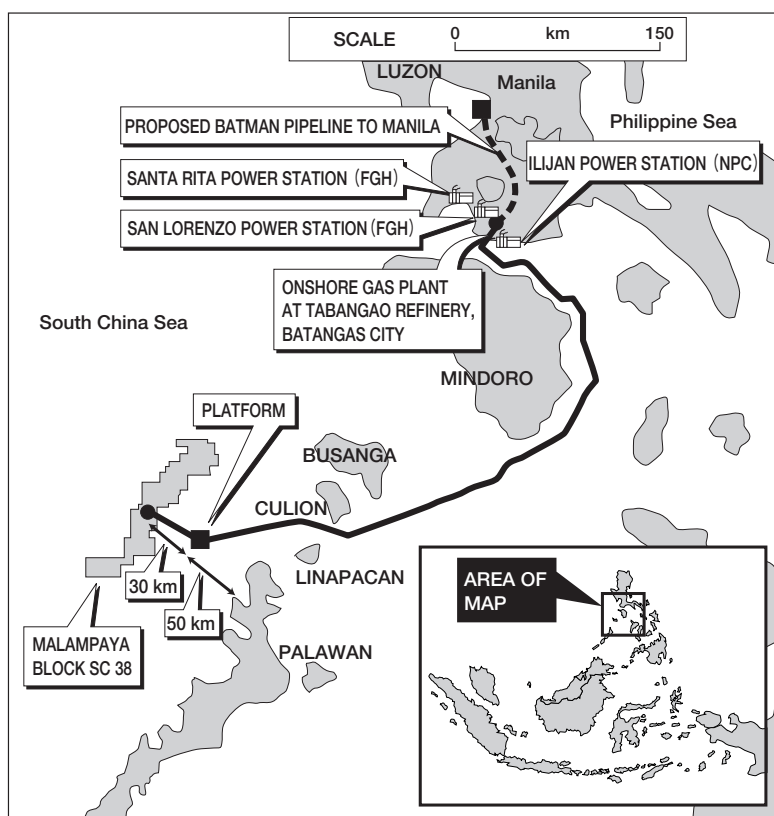 SCALE
0 km 150
LUZON
Manila
Philippine Sea
PROPOSED BATMAN PIPELINE TO MANILA
ILIJAN POWER STATION (NPC)
SANTA RITA POWER STATION (FGH)
SAN LORENZO POWER STATION (FGH)
ONSHORE GAS PLANT
AT TABANGAO REFINERY,
BATANGAS CITY
South China Sea
MINDORO
PLATFORM
BUSANGA
CULION
LINAPACAN
30 km
50 km
MALAMPAYA
BLOCK SC 38
PALAWAN
AREA OF
MAP